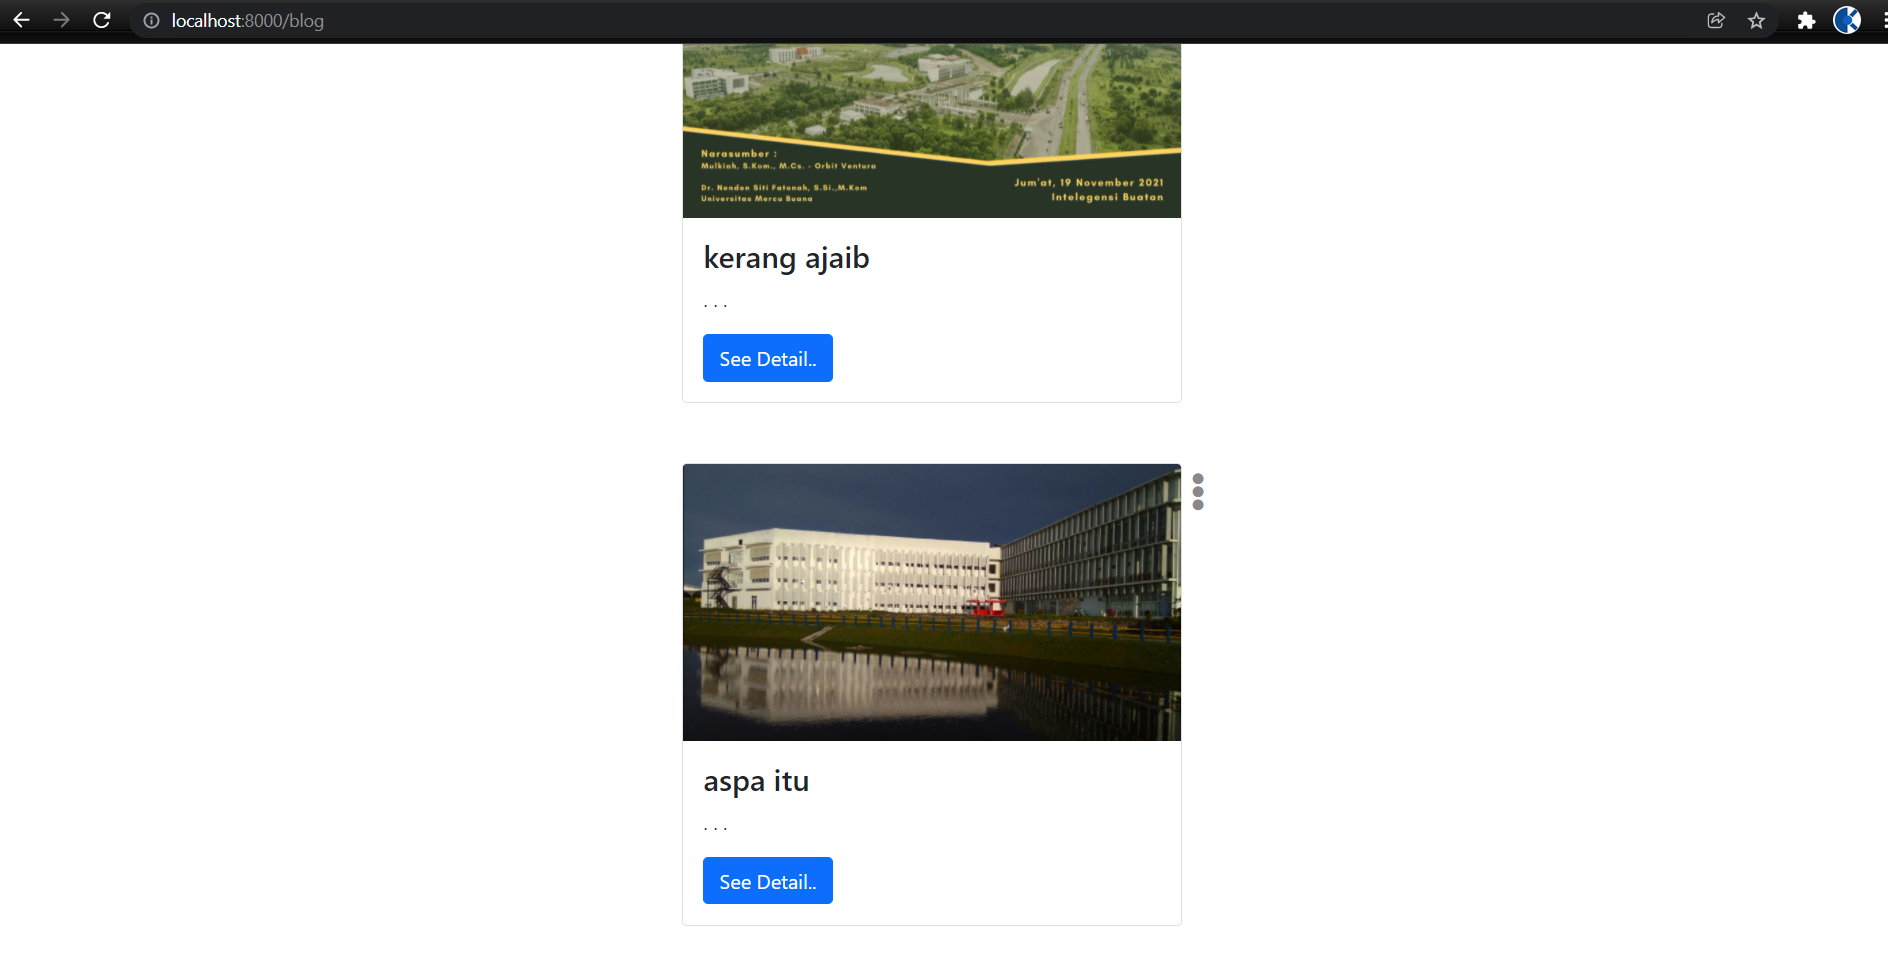 localhost:8000/blog
Narasumber :
Mulkiah, S.Kom., M.Cs. - Orbit Ventura
Dr. Nenden Siti Fatonah, S.Si.,M.Kom
Universitas Mercu Buana
Jum'at, 19 November 2021
Intelegensi Buatan
kerang ajaib
. . .
See Detail..
aspa itu
. . .
See Detail..